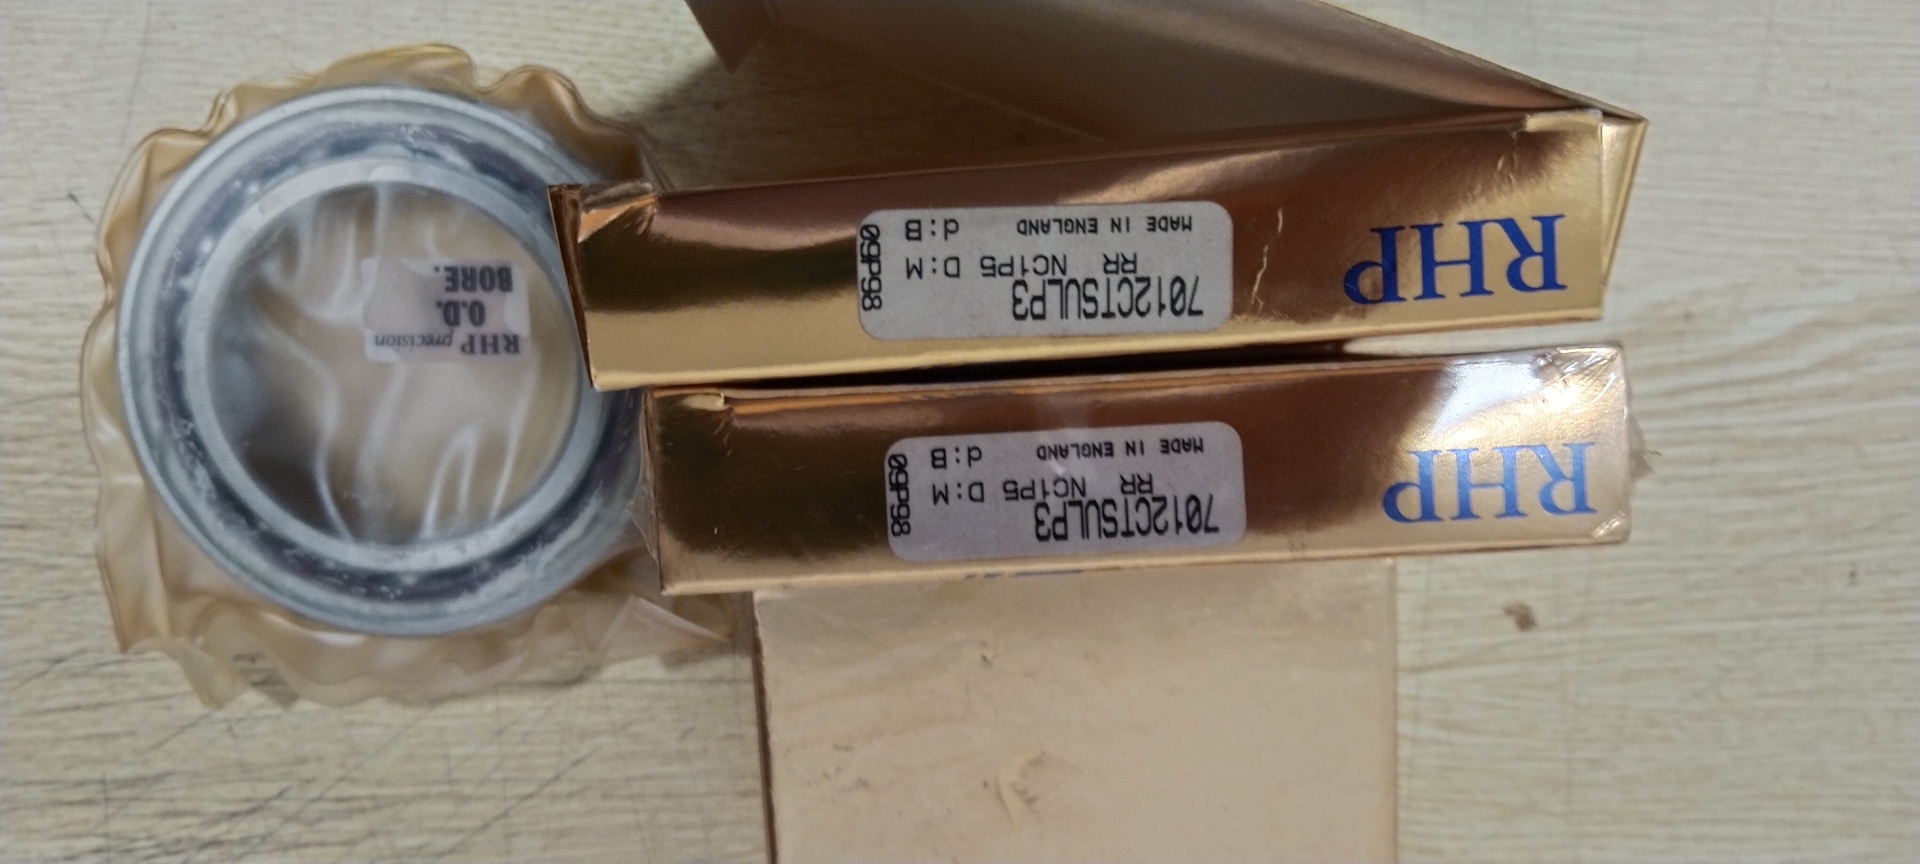 RHP
7012CTSULP3
RR NC1P5 D:M
MADE IN ENGLAND d:B
09P98
RHP
7012CTSULP3
RR NC1P5 D:M
MADE IN ENGLAND d:B
09P98
RHP precision
O.D.
BORE.